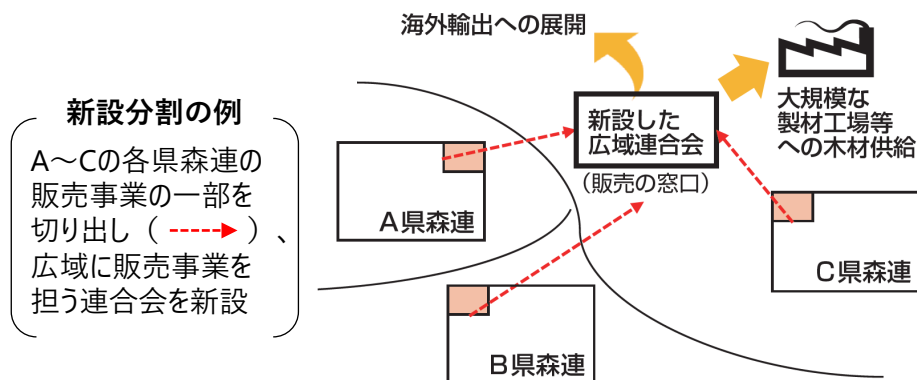 海外輸出への展開
新設分割の例
A～Cの各県森連の
販売事業の一部を
切り出し（ ）、
広域に販売事業を
担う連合会を新設
新設した
広域連合会
（販売の窓口）
大規模な
製材工場等
への木材供給
A県森連
B県森連
C県森連